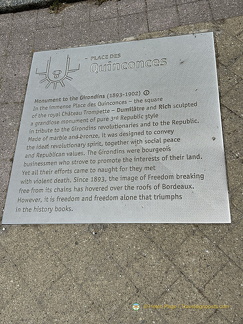 PLACE DES
Quinconces
Monument to the Girondins (1893-1902)
In the immense Place des Quinconces – the square
of the royal Château Trompette – Dumilâtre and Rich sculpted
a grandiose monument of pure 3rd Republic style
in tribute to the Girondins revolutionaries and to the Republic.
Made of marble and bronze, it was designed to convey
the ideal revolutionary spirit, together with social peace
and Republican values. The Girondins were bourgeois
businessmen who strove to promote the interests of their land.
Yet all their efforts came to naught for they met
with violent death. Since 1893, the image of Freedom breaking
free from its chains has hovered over the roofs of Bordeaux.
However, it is freedom and freedom alone that triumphs
in the history books.